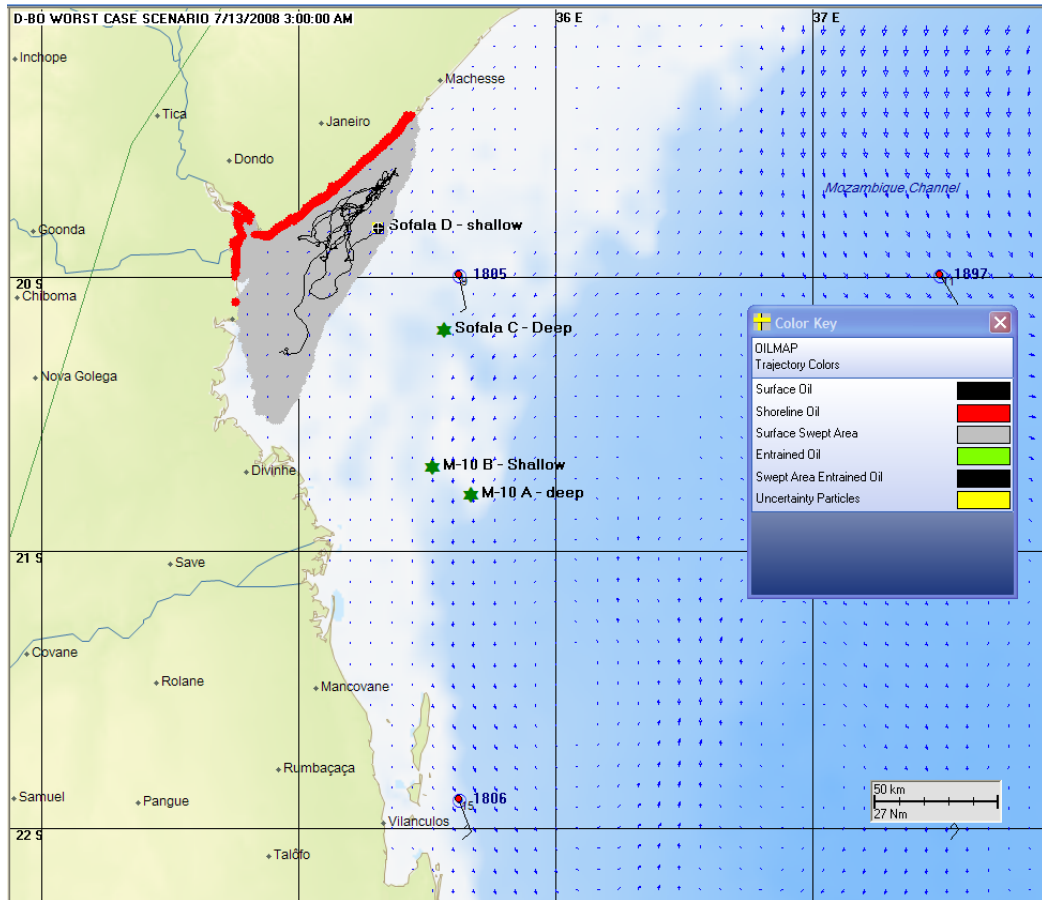 D-BO WORST CASE SCENARIO 7/13/2008 3:00:00 AM
36 E
37 E
Inchope
Machesse
Tica
Janeiro
Dondo
Mozambique Channel
Goonda
Sofala D - shallow
20 S
1805
1897
11
Chiboma
Sofala C - Deep
Color Key
OILMAP
Trajectory Colors
Surface Oil
Shoreline Oil
Surface Swept Area
Entrained Oil
Swept Area Entrained Oil
Uncertainty Particles
Nova Golega
M-10 B - Shallow
Divinhe
M-10 A - deep
21 S
Save
Covane
Rolane
Mancovane
Rumbaçaça
50 km
27 Nm
Samuel
Pangue
1806
15
Vilanculos
22 S
Talôfo